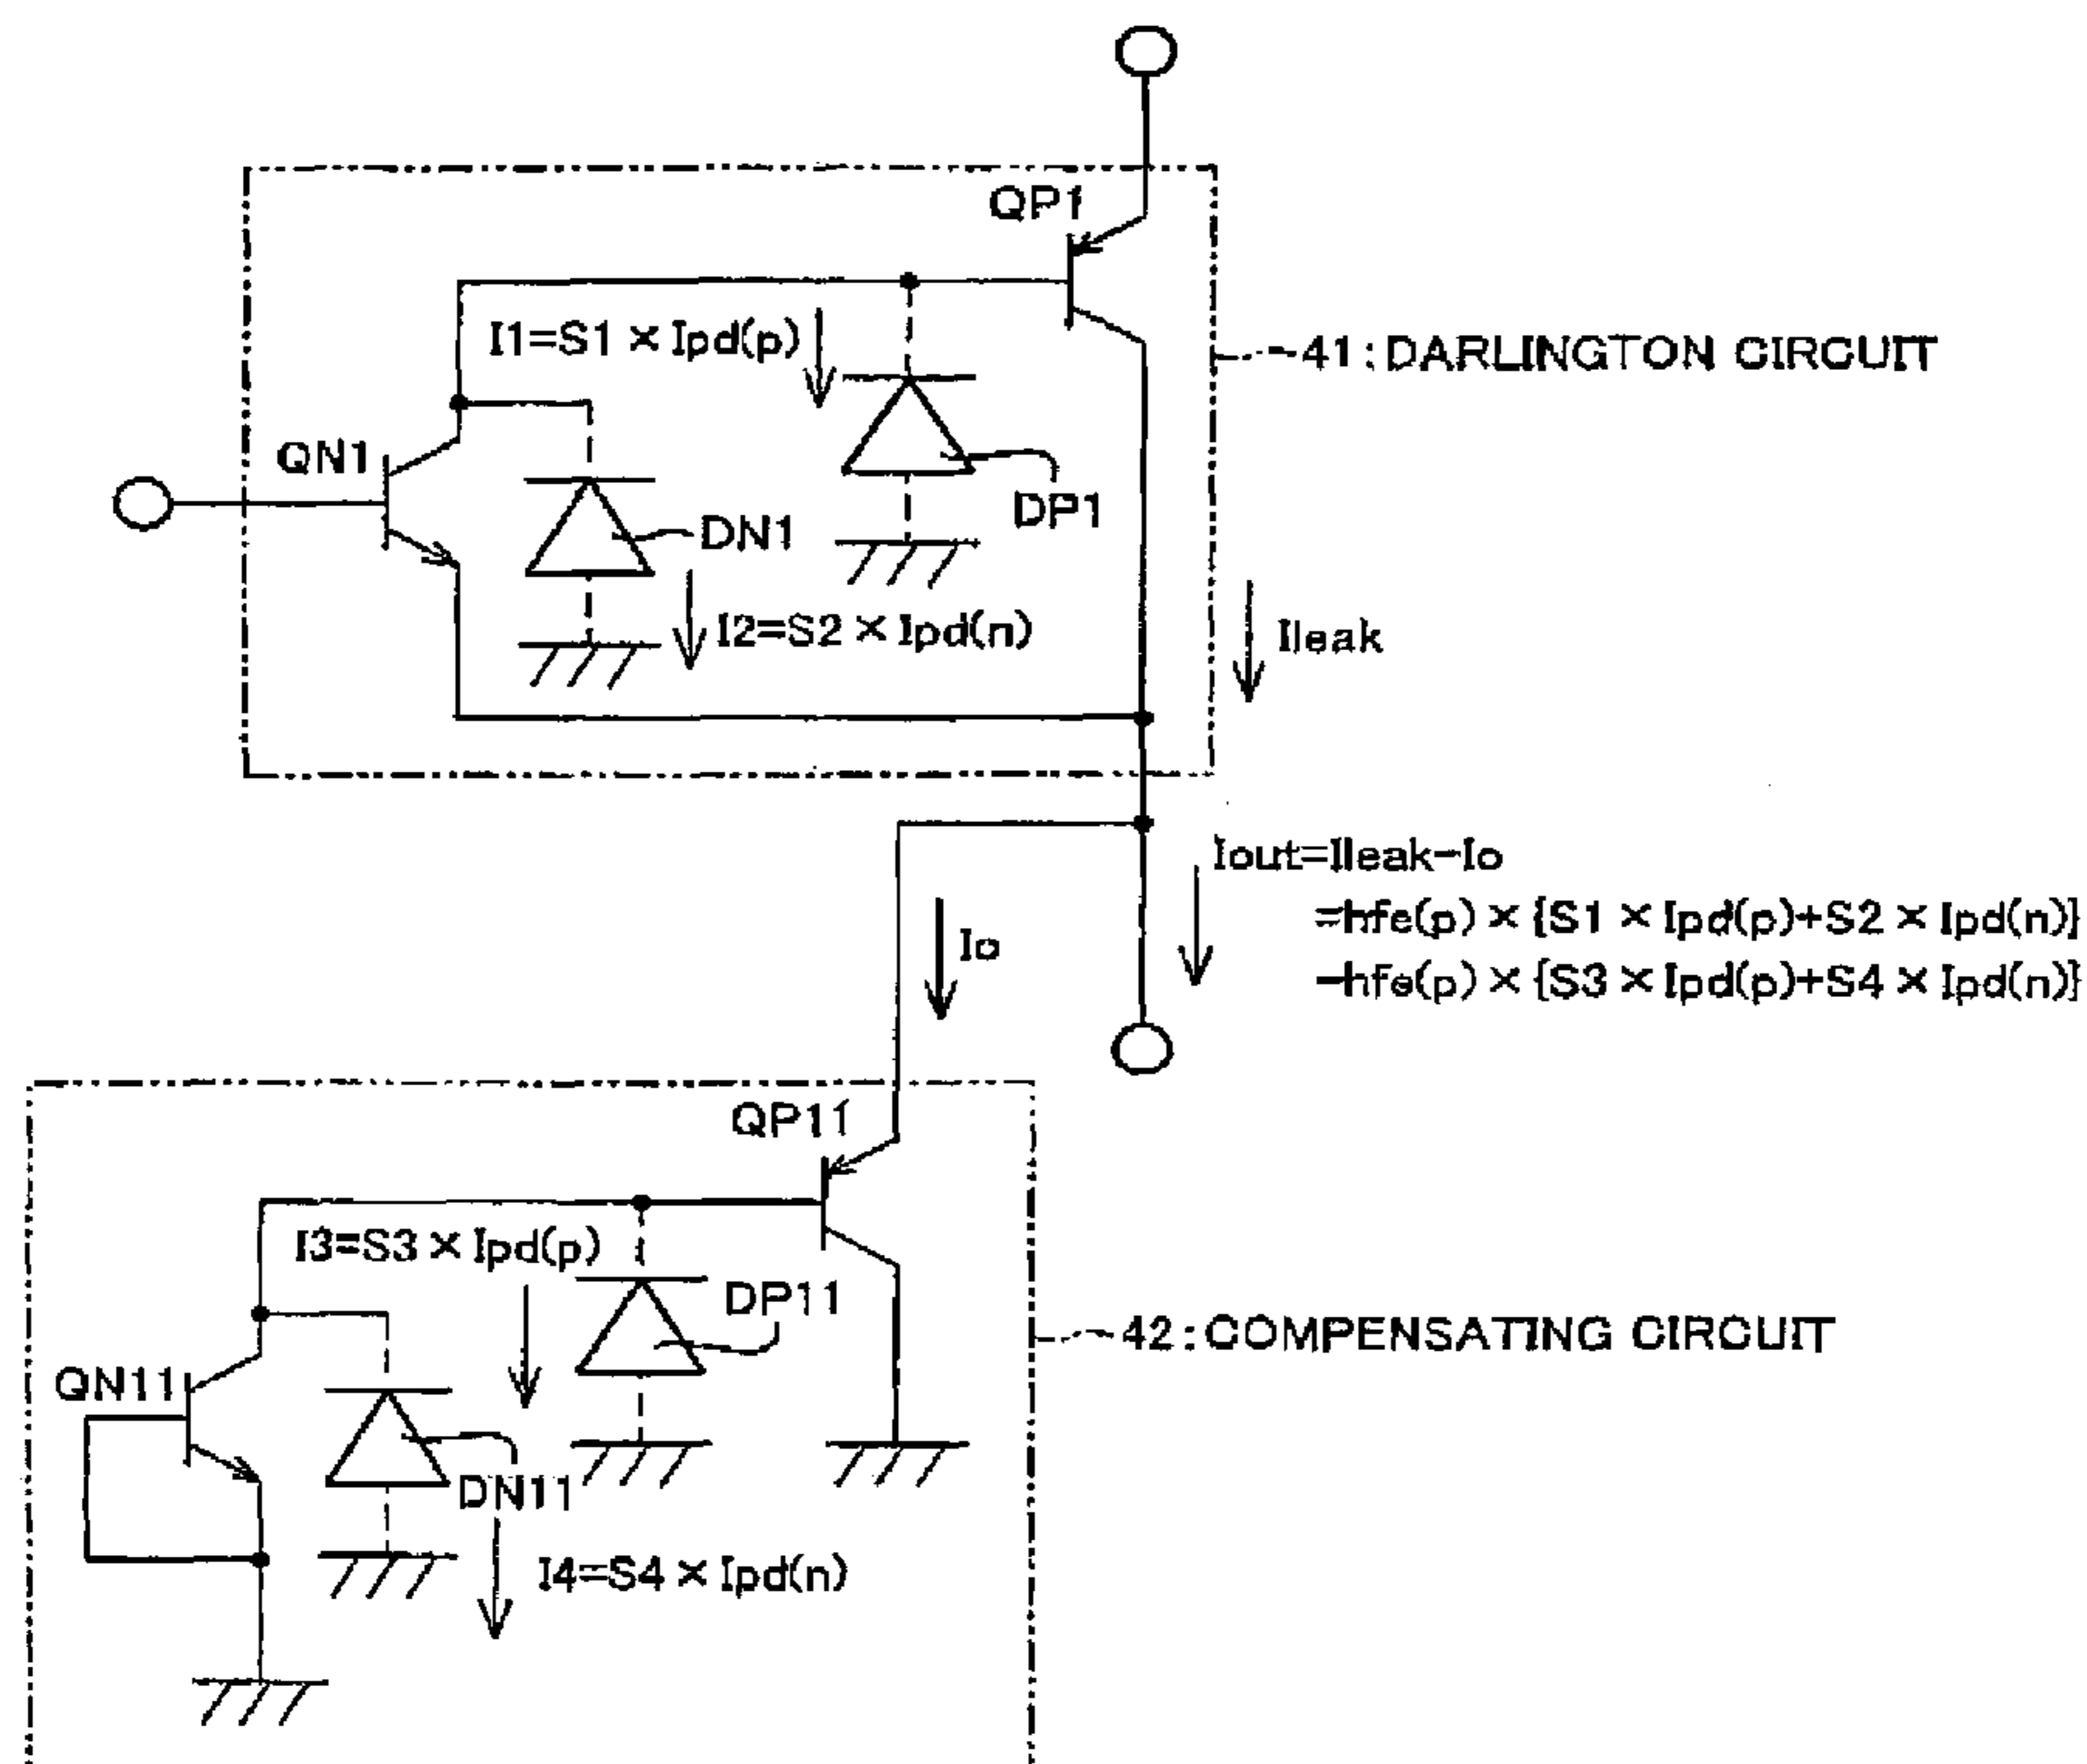 QP1
I1=S1 × Ipd(p)
41:DARLINGTON CIRCUIT
QN1
DP1
DN1
I2=S2 × Ipd(n)
Ileak
Iout=Ileak-Io
=hfe(p) × {S1 × Ipd(p)+S2 × Ipd(n)}
-hfe(p) × {S3 × Ipd(p)+S4 × Ipd(n)}
Io
QP11
I3=S3 × Ipd(p)
DP11
42:COMPENSATING CIRCUIT
QN11
DN11
I4=S4 × Ipd(n)